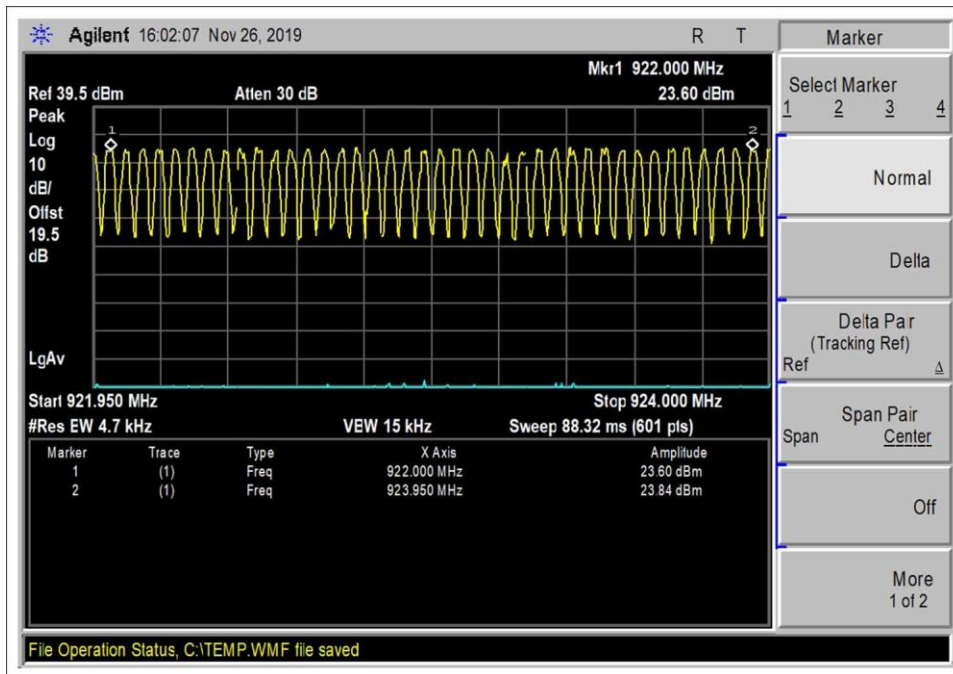 Agilent 16:02:07 Nov 26, 2019 R T
Mkr1 922.000 MHz
Ref 39.5 dBm Atten 30 dB 23.60 dBm
Peak
Log
10
dB/
Offst
19.5
dB
LgAv
1 2
Start 921.950 MHz Stop 924.000 MHz
#Res BW 4.7 kHz VBW 15 kHz Sweep 88.32 ms (601 pts)
Marker Trace Type X Axis Amplitude
1 (1) Freq 922.000 MHz 23.60 dBm
2 (1) Freq 923.950 MHz 23.84 dBm
File Operation Status, C:\TEMP.WMF file saved
Marker
Select Marker
1 2 3 4
Normal
Delta
Delta Pair
(Tracking Ref)
Ref Δ
Span Pair
Span Center
Off
More
1 of 2